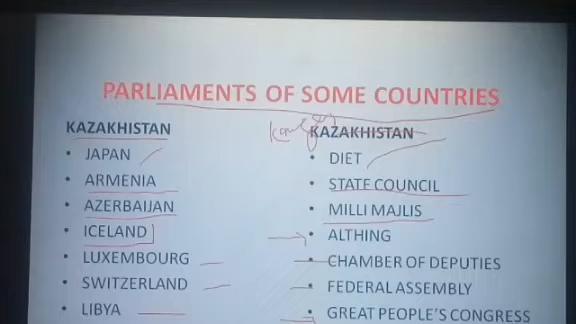 PARLIAMENTS OF SOME COUNTRIES
KAZAKHISTAN
• JAPAN
• ARMENIA
• AZERBAIJAN
• ICELAND
• LUXEMBOURG
• SWITZERLAND
• LIBYA
KAZAKHISTAN
• DIET
• STATE COUNCIL
• MILLI MAJLIS
• ALTHING
• CHAMBER OF DEPUTIES
• FEDERAL ASSEMBLY
• GREAT PEOPLE'S CONGRESS